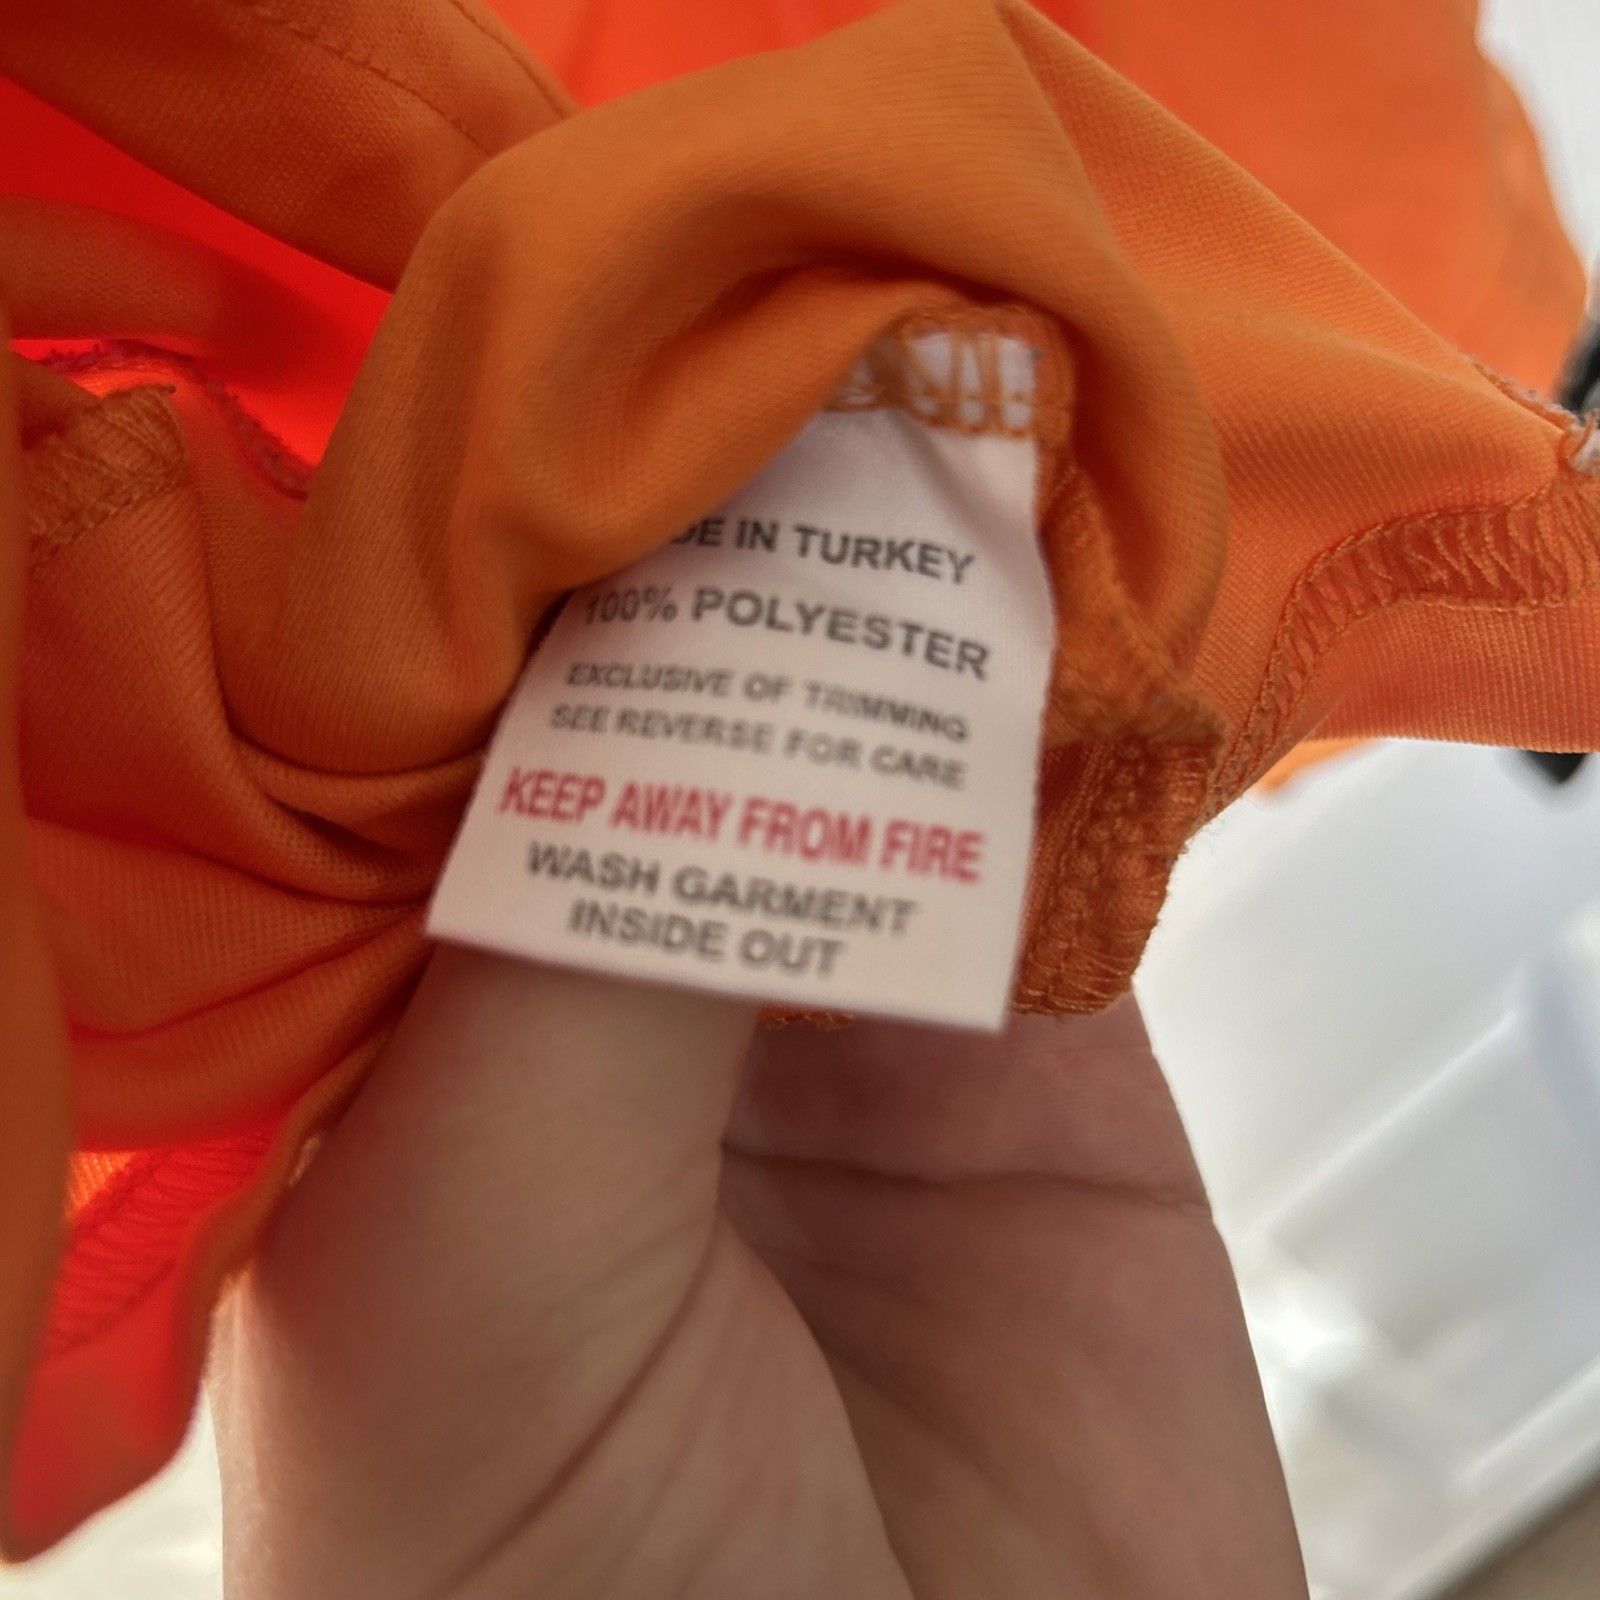 DE IN TURKEY
100% POLYESTER
EXCLUSIVE OF TRIMMING
SEE REVERSE FOR CARE
KEEP AWAY FROM FIRE
WASH GARMENT
INSIDE OUT